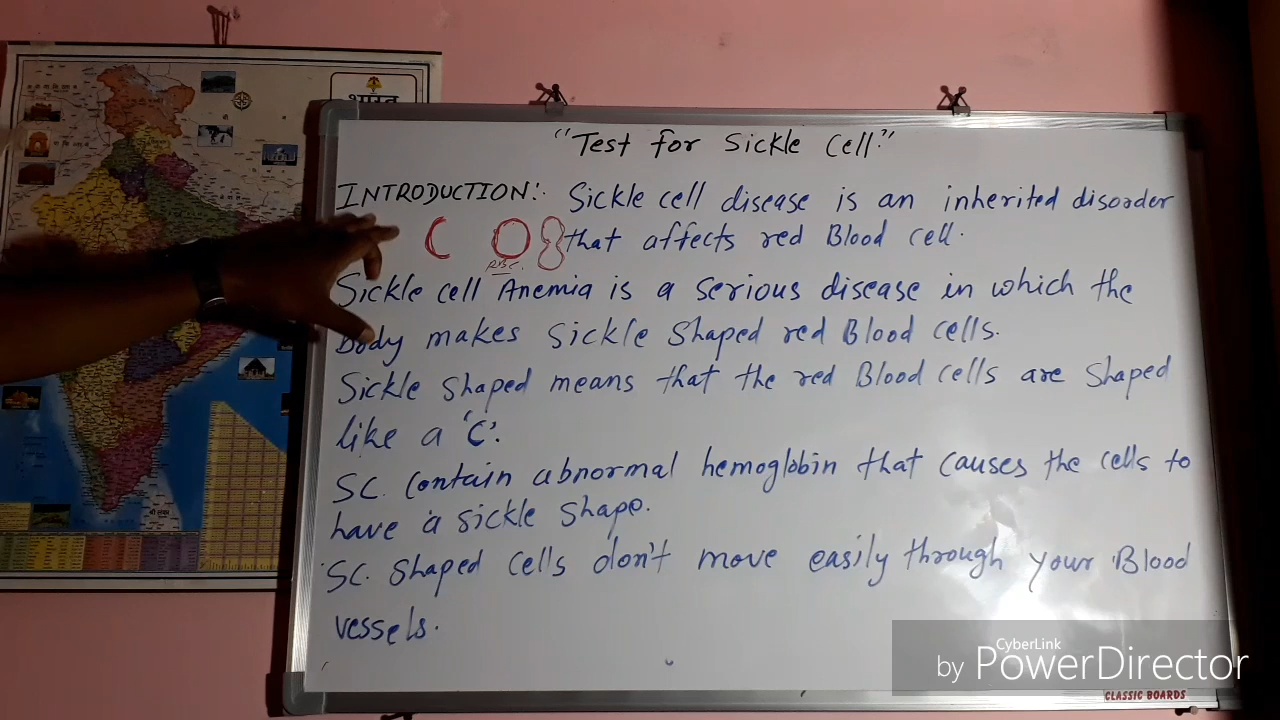 भारत
"Test for Sickle Cell."
INTRODUCTION:. Sickle cell disease is an inherited disorder
that affects red Blood cell.
C
R.B.C.
Sickle cell Anemia is a serious disease in which the
Body makes Sickle Shaped red Blood cells.
Sickle shaped means that the red Blood cells are shaped
like a 'C'.
SC. Contain abnormal hemoglobin that causes the cells to
have a sickle shape.
SC. Shaped Cells don't move easily through your Blood
vessels.
CyberLink
by PowerDirector
CLASSIC BOARDS